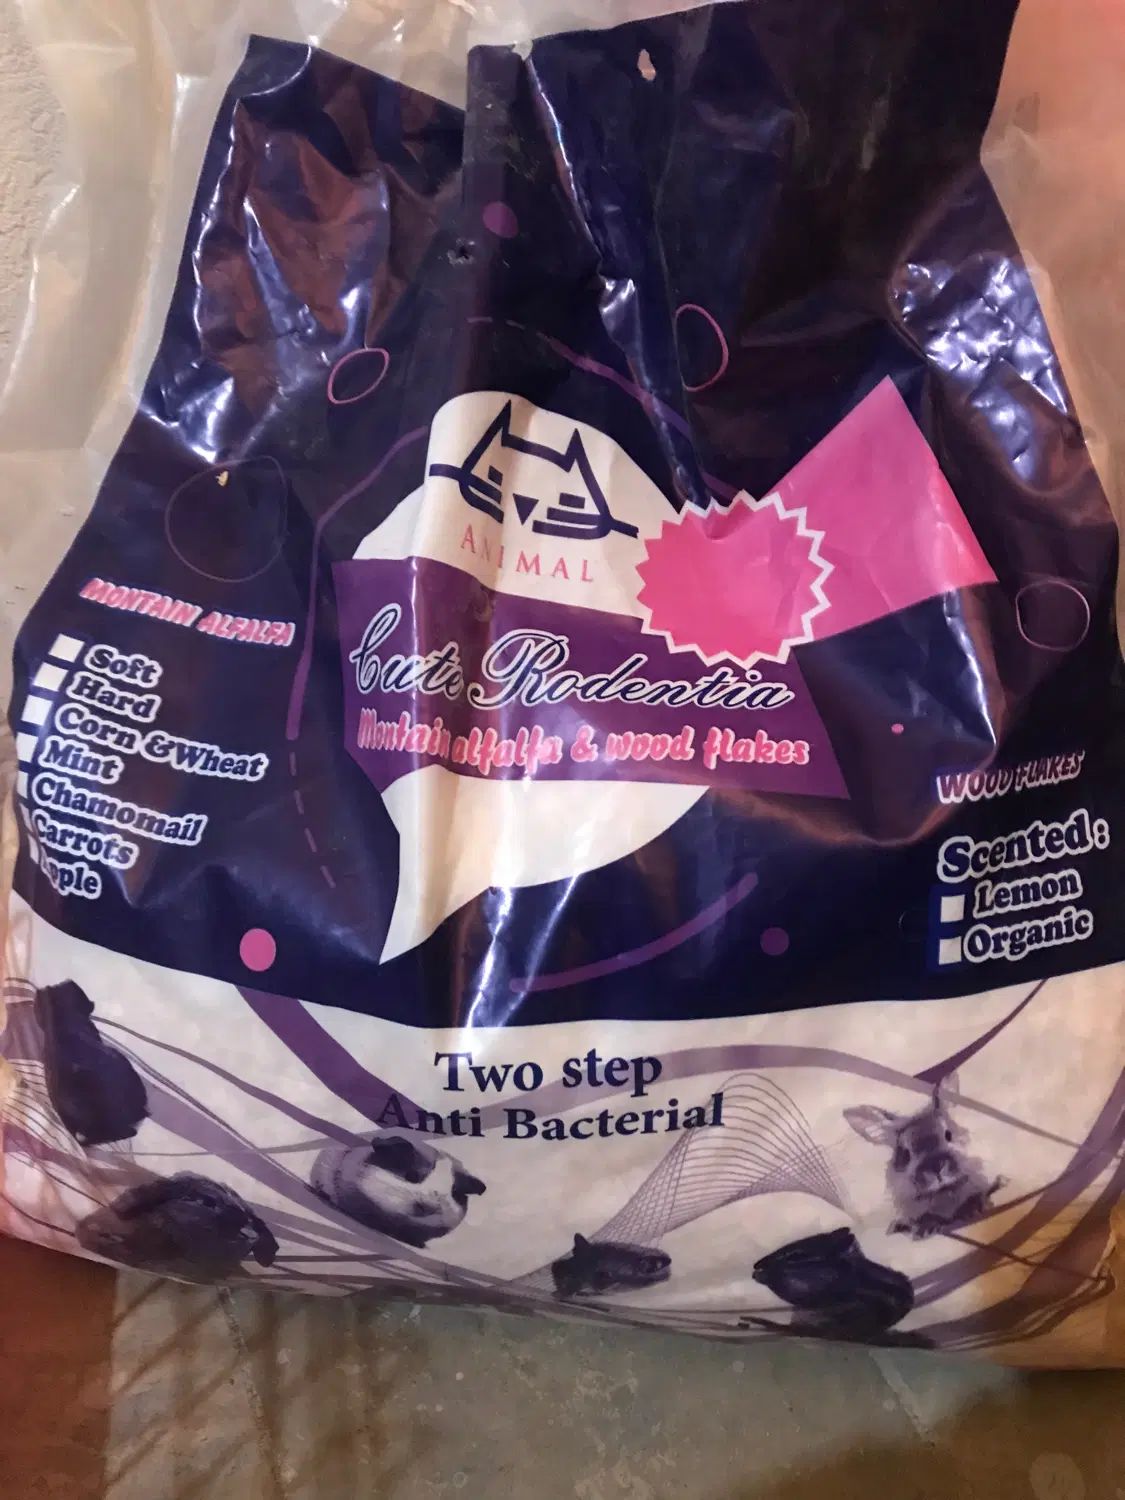 ANIMAL
Cute Rodentia
Montain alfalfa & wood flakes
MONTAIN ALFALFA
Soft
Hard
Corn &Wheat
Mint
Chamomail
Carrots
Apple
WOOD FLAKES
Scented:
Lemon
Organic
Two step
Anti Bacterial